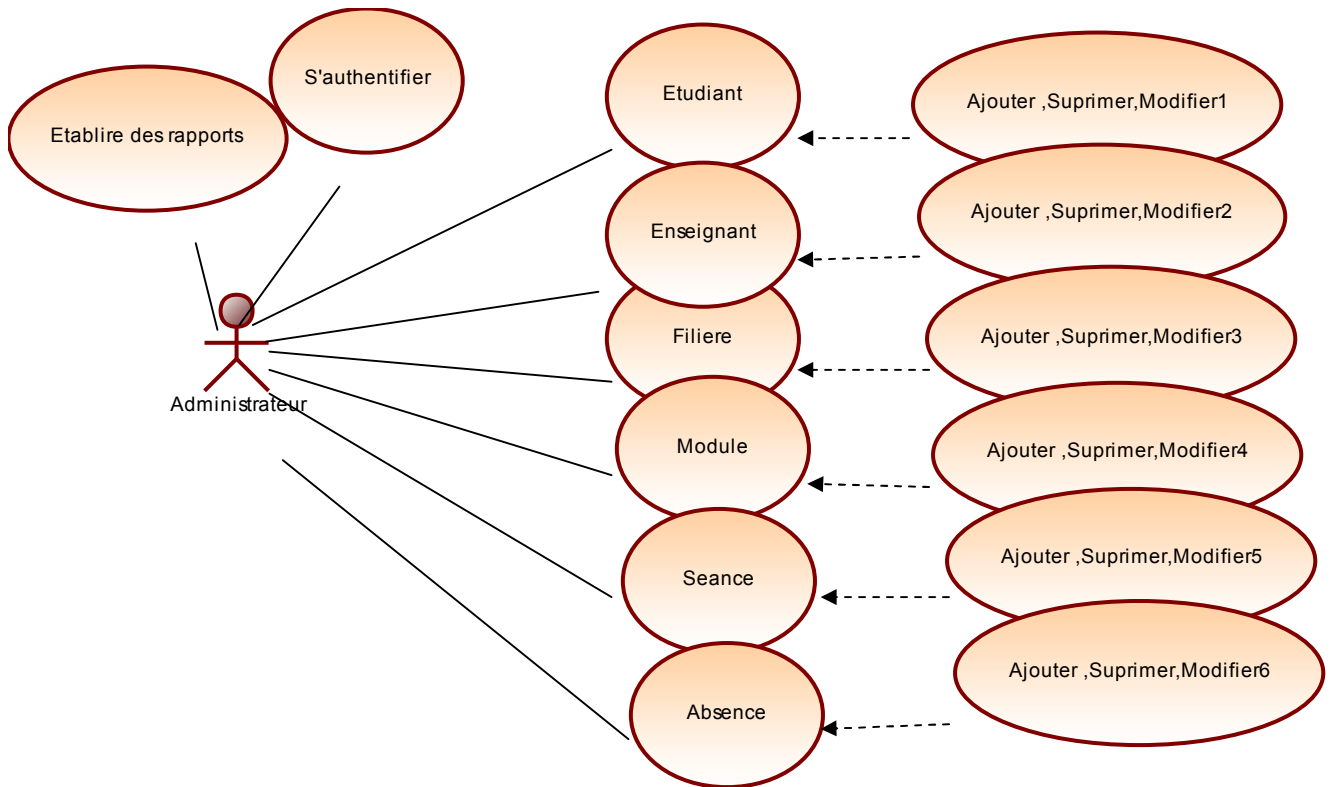 S'authentifier
Etablire des rapports
Administrateur
Etudiant
Enseignant
Filiere
Module
Séance
Absence
Ajouter ,Suprimer,Modifier1
Ajouter ,Suprimer,Modifier2
Ajouter ,Suprimer,Modifier3
Ajouter ,Suprimer,Modifier4
Ajouter ,Suprimer,Modifier5
Ajouter ,Suprimer,Modifier6